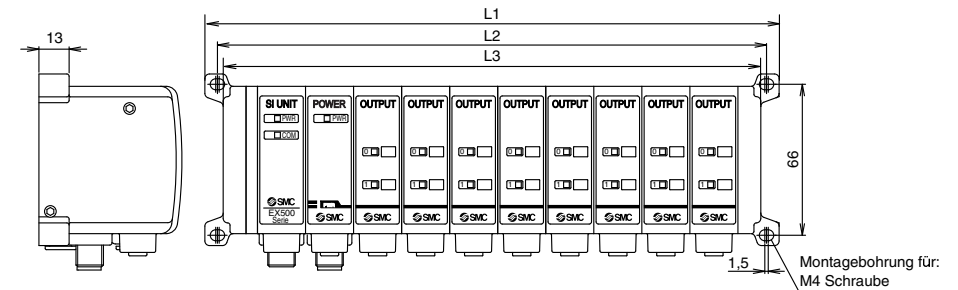 L1
L2
L3
13
SI UNIT POWER OUTPUT OUTPUT OUTPUT OUTPUT OUTPUT OUTPUT OUTPUT OUTPUT
PWR PWR
COM
0 0 0 0 0 0 0 0
1 1 1 1 1 1 1 1
66
SMC
EX500
Serie
SMC SMC SMC SMC SMC SMC SMC SMC SMC
1,5
Montagebohrung für:
M4 Schraube